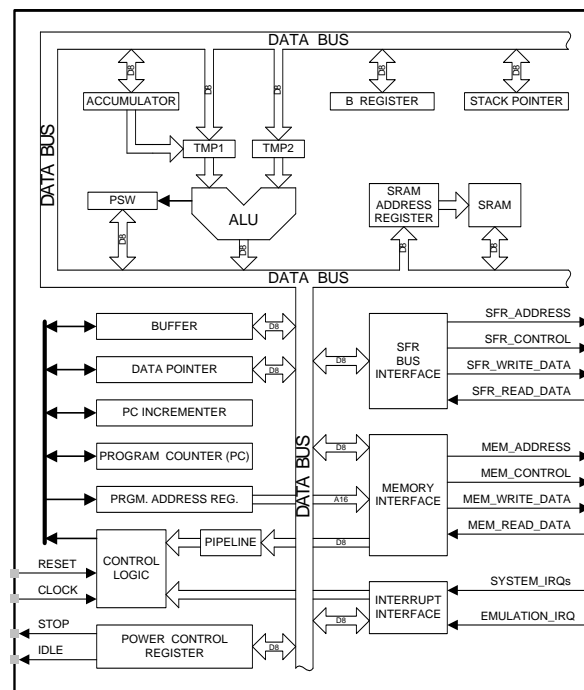 DATA BUS
D8
D8
D8
D8
D8
ACCUMULATOR
B REGISTER
STACK POINTER
DATA BUS
TMP1
TMP2
PSW
ALU
SRAM
ADDRESS
REGISTER
SRAM
D8
D8
D8
D8
DATA BUS
BUFFER
D8
DATA POINTER
D8
PC INCREMENTER
PROGRAM COUNTER (PC)
PRGM. ADDRESS REG.
A16
DATA BUS
SFR
BUS
INTERFACE
D8
SFR_ADDRESS
SFR_CONTROL
SFR_WRITE_DATA
SFR_READ_DATA
D8
MEMORY
INTERFACE
MEM_ADDRESS
MEM_CONTROL
MEM_WRITE_DATA
MEM_READ_DATA
CONTROL
LOGIC
PIPELINE
D8
RESET
CLOCK
INTERRUPT
INTERFACE
SYSTEM_IRQs
EMULATION_IRQ
D8
STOP
IDLE
POWER CONTROL
REGISTER
D8